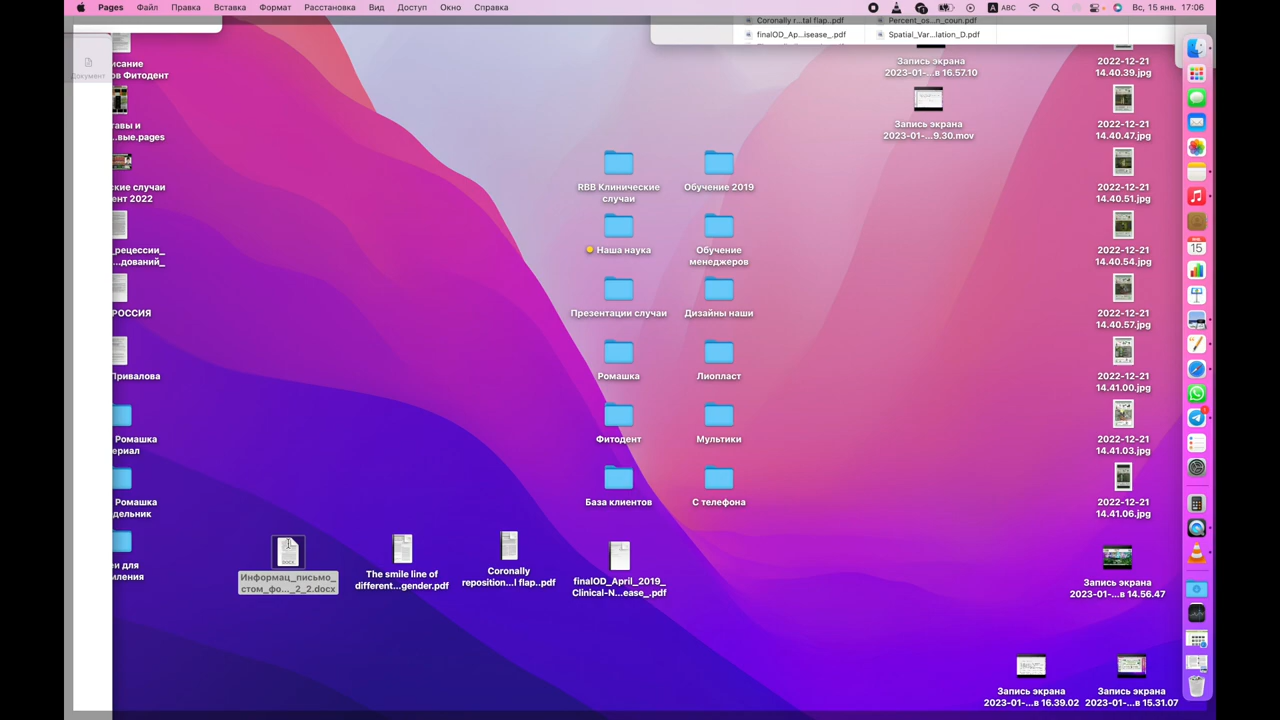 Pages Файл Правка Вставка Формат Расстановка Вид Доступ Окно Справка
ABC Вс, 15 янв. 17:06
Coronally r...tal flap..pdf Percent_os...n_coun.pdf
finalOD_Ap...isease_.pdf Spatial_Var...lation_D.pdf
Документ
исание
ов Фитодент
тавы и
...вые.pages
ские случаи
ент 2022
_рецессии_
...дований_
РОССИЯ
Привалова
Ромашка
ериал
Ромашка
дельник
еи для
мления
RBB Клинические
случаи
Обучение 2019
Наша наука
Обучение
менеджеров
Презентации случаи
Дизайны наши
Ромашка
Лиопласт
Фитодент
Мультики
База клиентов
С телефона
Информац_письмо_
стом_фо..._2_2.docx
The smile line of
different...gender.pdf
Coronally
reposition...l flap..pdf
finalOD_April_2019_
Clinical-N...ease_.pdf
Запись экрана
2023-01-...в 16.57.10
Запись экрана
2023-01-...9.30.mov
2022-12-21
14.40.39.jpg
2022-12-21
14.40.47.jpg
2022-12-21
14.40.51.jpg
2022-12-21
14.40.54.jpg
2022-12-21
14.40.57.jpg
2022-12-21
14.41.00.jpg
2022-12-21
14.41.03.jpg
2022-12-21
14.41.06.jpg
Запись экрана
2023-01-...в 14.56.47
Запись экрана
2023-01-...в 16.39.02
Запись экрана
2023-01-...в 15.31.07
15